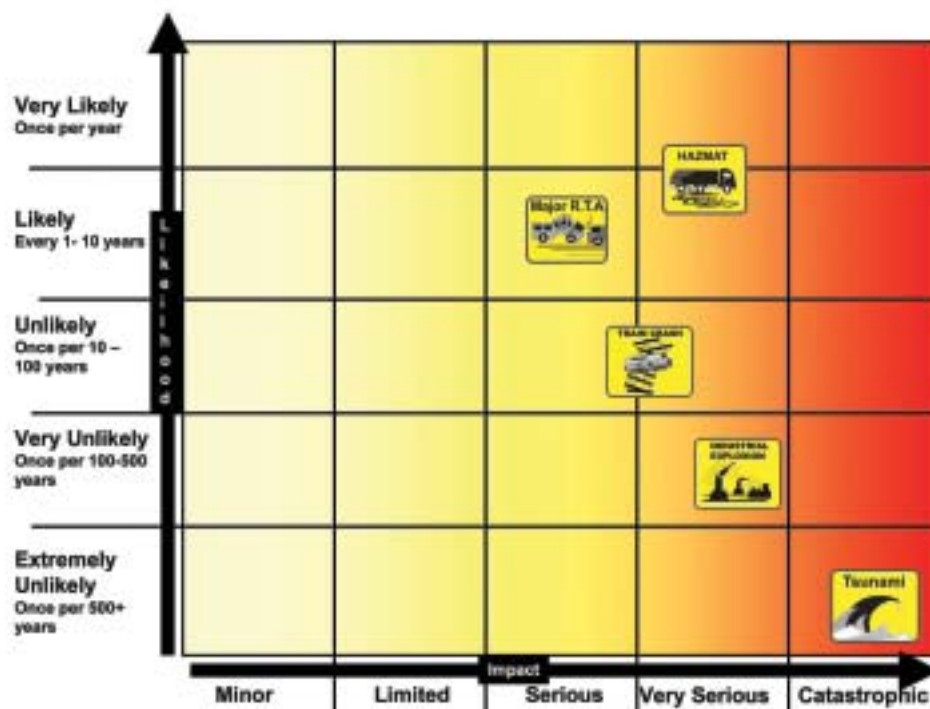 Very Likely
Once per year
HAZMAT
Likely
Every 1- 10 years
Major R.T.A
Likelihood
Unlikely
Once per 10 –
100 years
TRAIN CRASH
Very Unlikely
Once per 100-500
years
INDUSTRIAL
EXPLOSION
Extremely
Unlikely
Once per 500+
years
Tsunami
Impact
Minor
Limited
Serious
Very Serious
Catastrophic